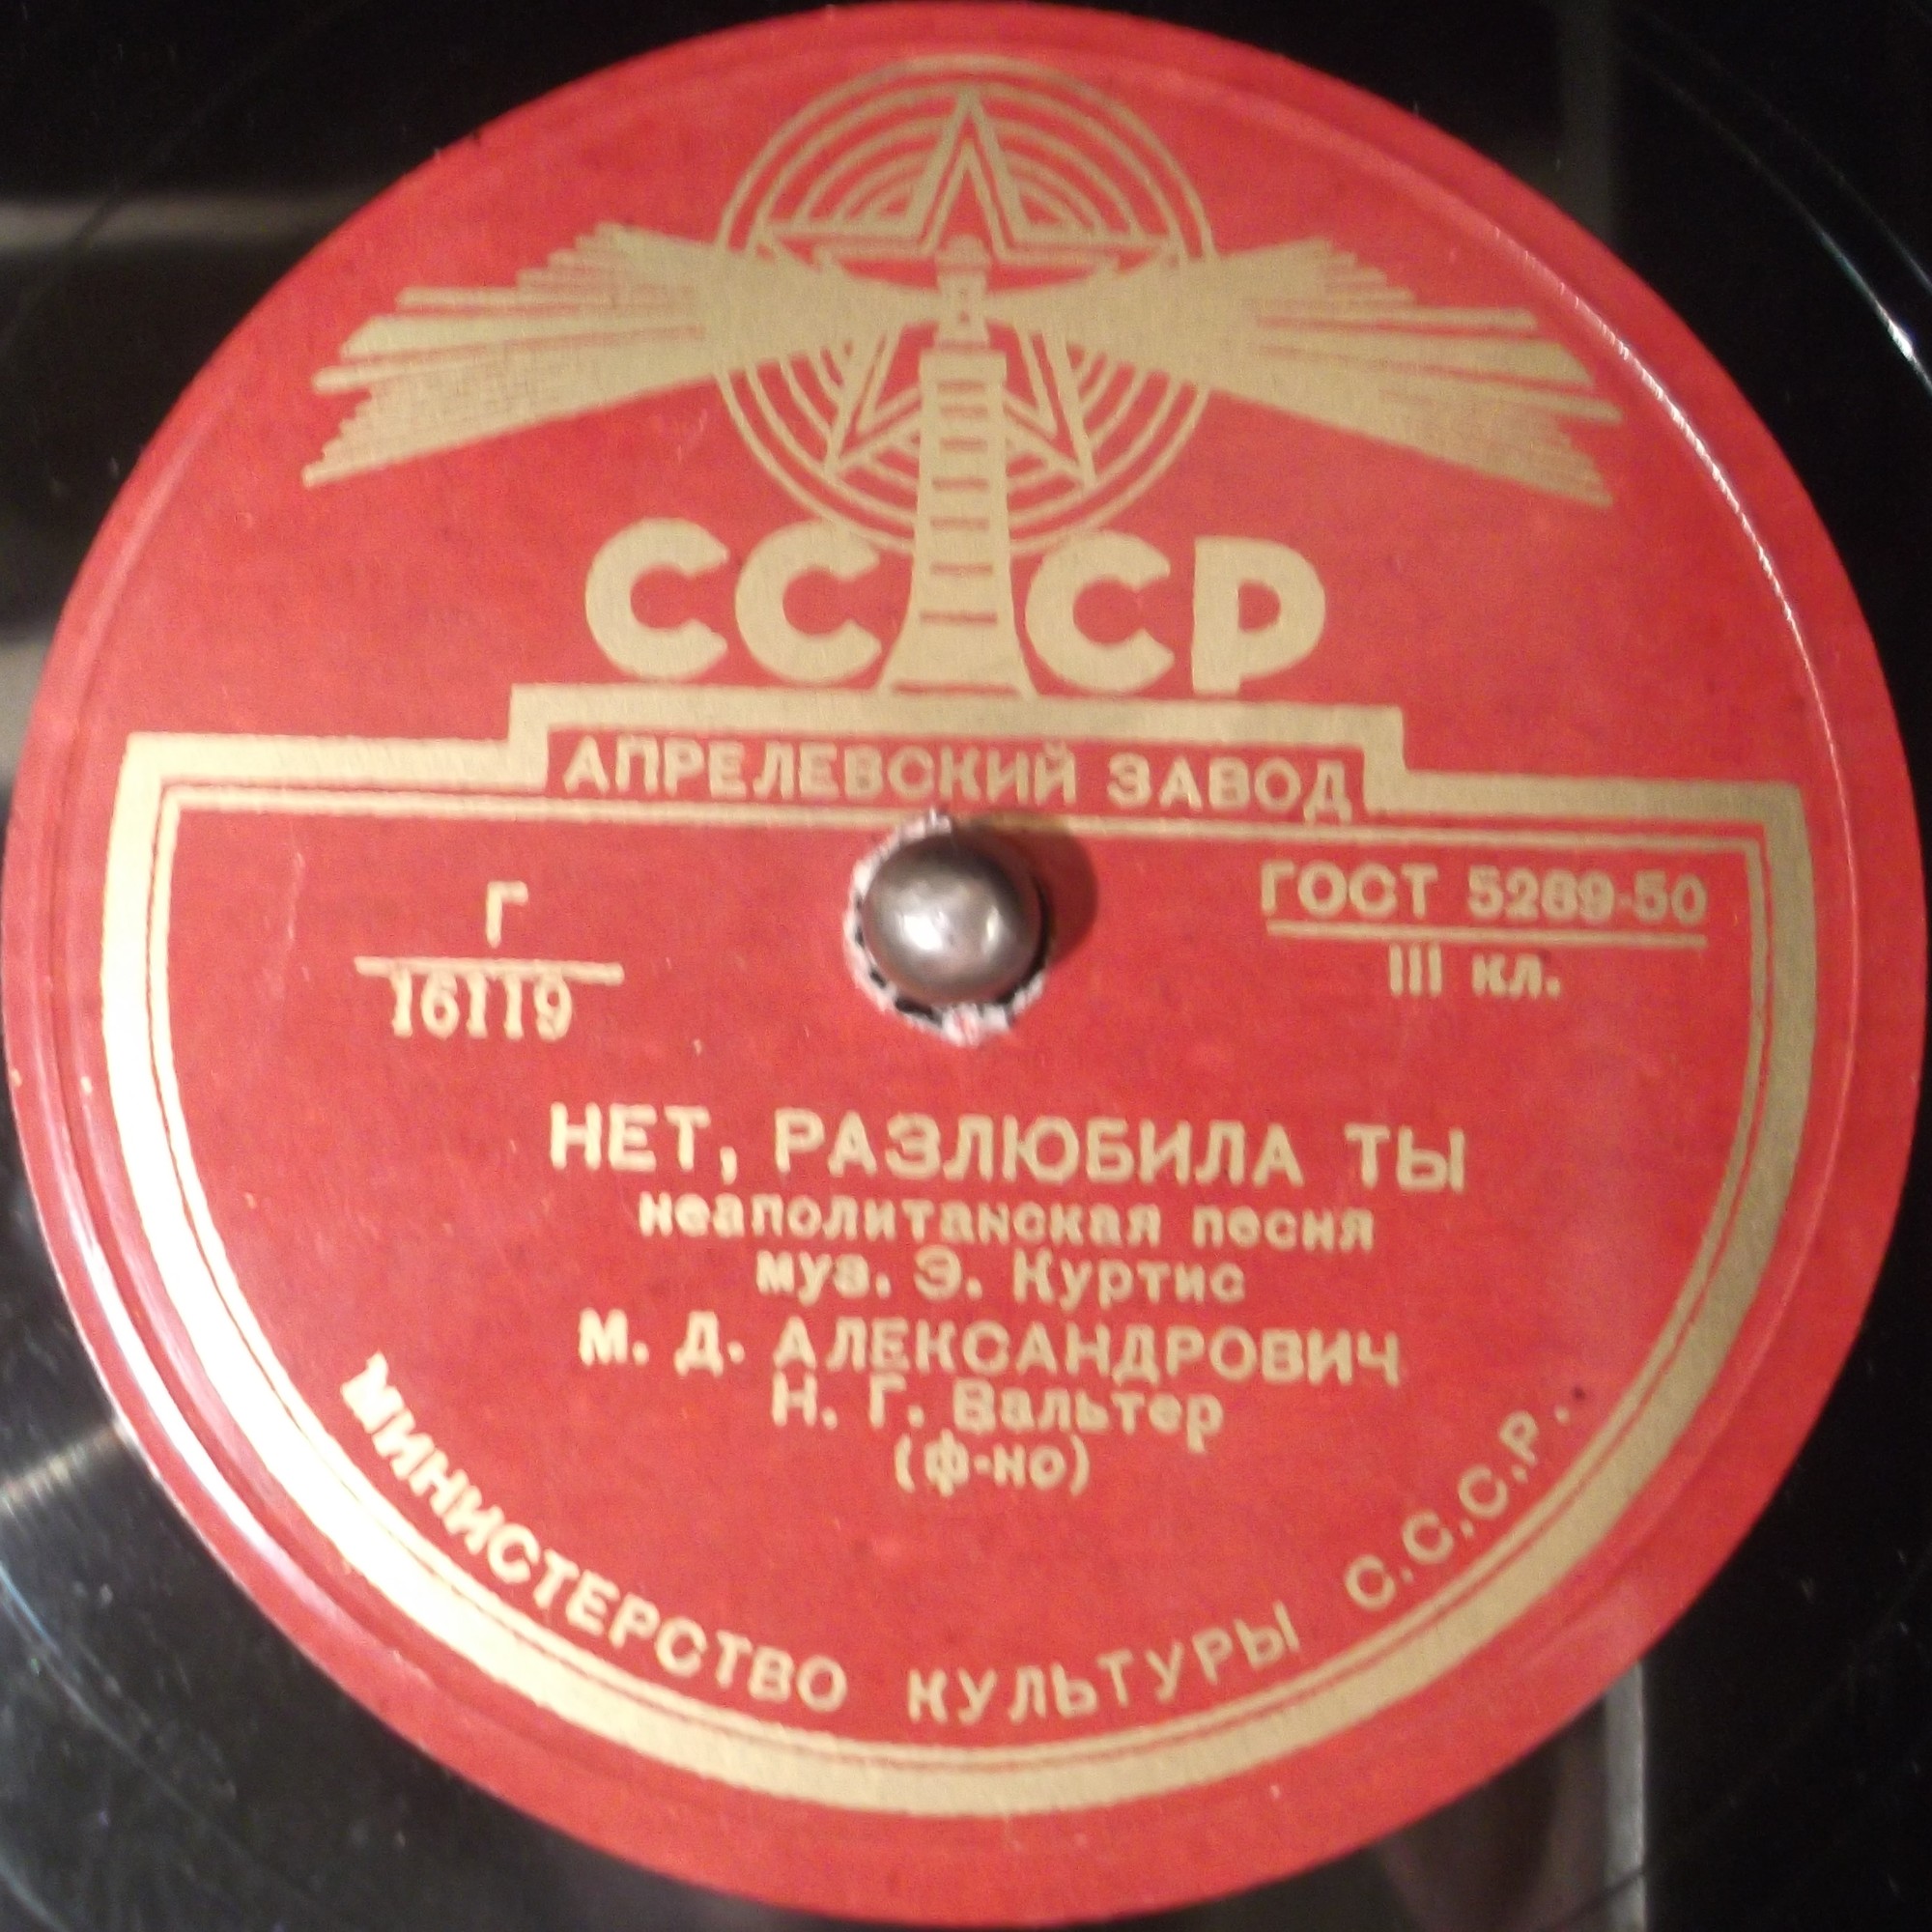 СССР
АПРЕЛЕВСКИЙ ЗАВОД
Г
16119
ГОСТ 5289-50
III кл.
НЕТ, РАЗЛЮБИЛА ТЫ
неаполитанская песня
муз. Э. Куртис
М. Д. АЛЕКСАНДРОВИЧ
Н. Г. Вальтер
(ф-но)
МИНИСТЕРСТВО КУЛЬТУРЫ С.С.С.Р..